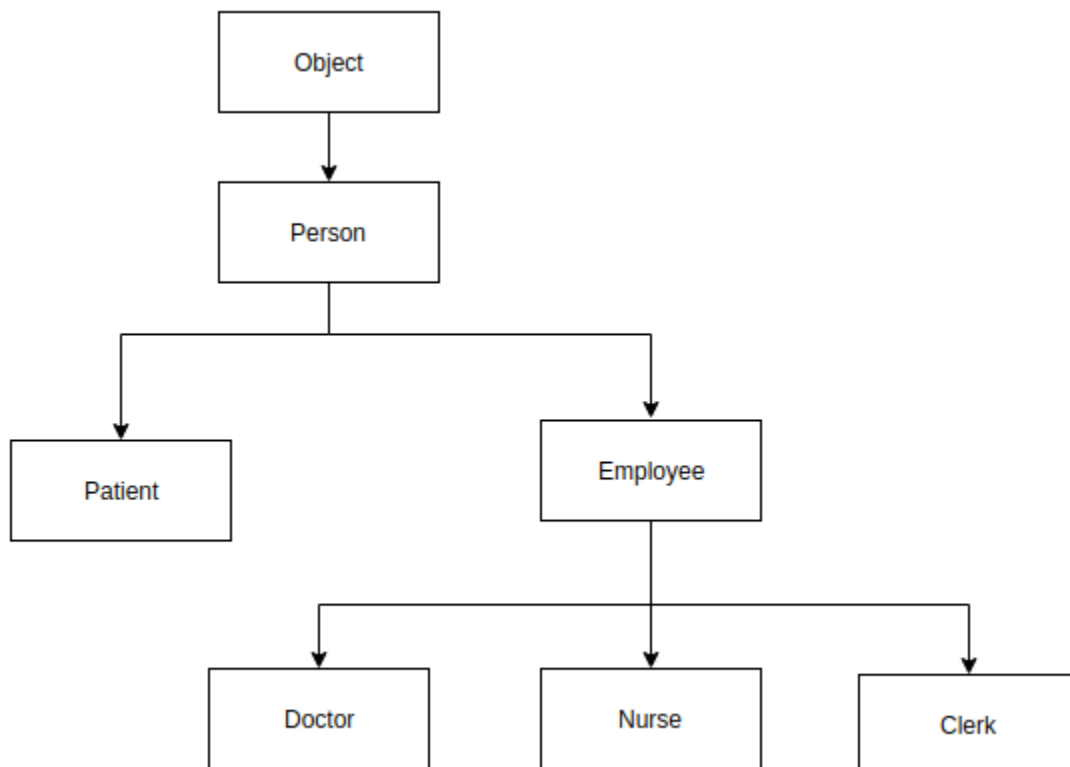 Object
Person
Patient
Employee
Doctor
Nurse
Clerk